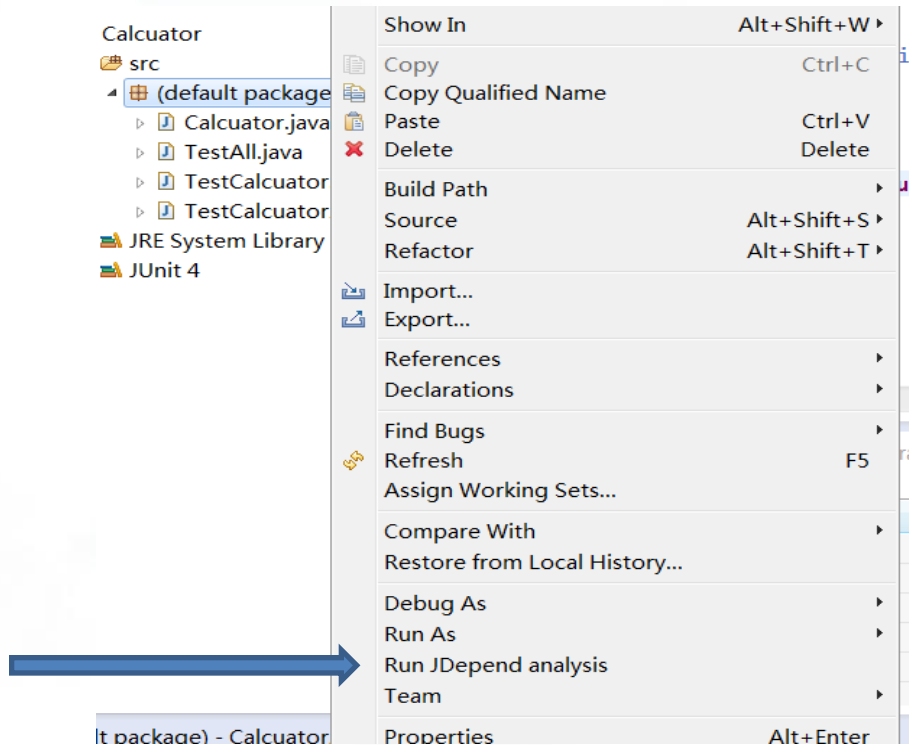 Calcuator
src
(default package
Calcuator.java
TestAll.java
TestCalcuator
TestCalcuator
JRE System Library
JUnit 4
Show In Alt+Shift+W
Copy Ctrl+C
Copy Qualified Name
Paste Ctrl+V
Delete Delete
Build Path
Source Alt+Shift+S
Refactor Alt+Shift+T
Import...
Export...
References
Declarations
Find Bugs
Refresh F5
Assign Working Sets...
Compare With
Restore from Local History...
Debug As
Run As
Run JDepend analysis
Team
Properties Alt+Enter
lt package) - Calcuator